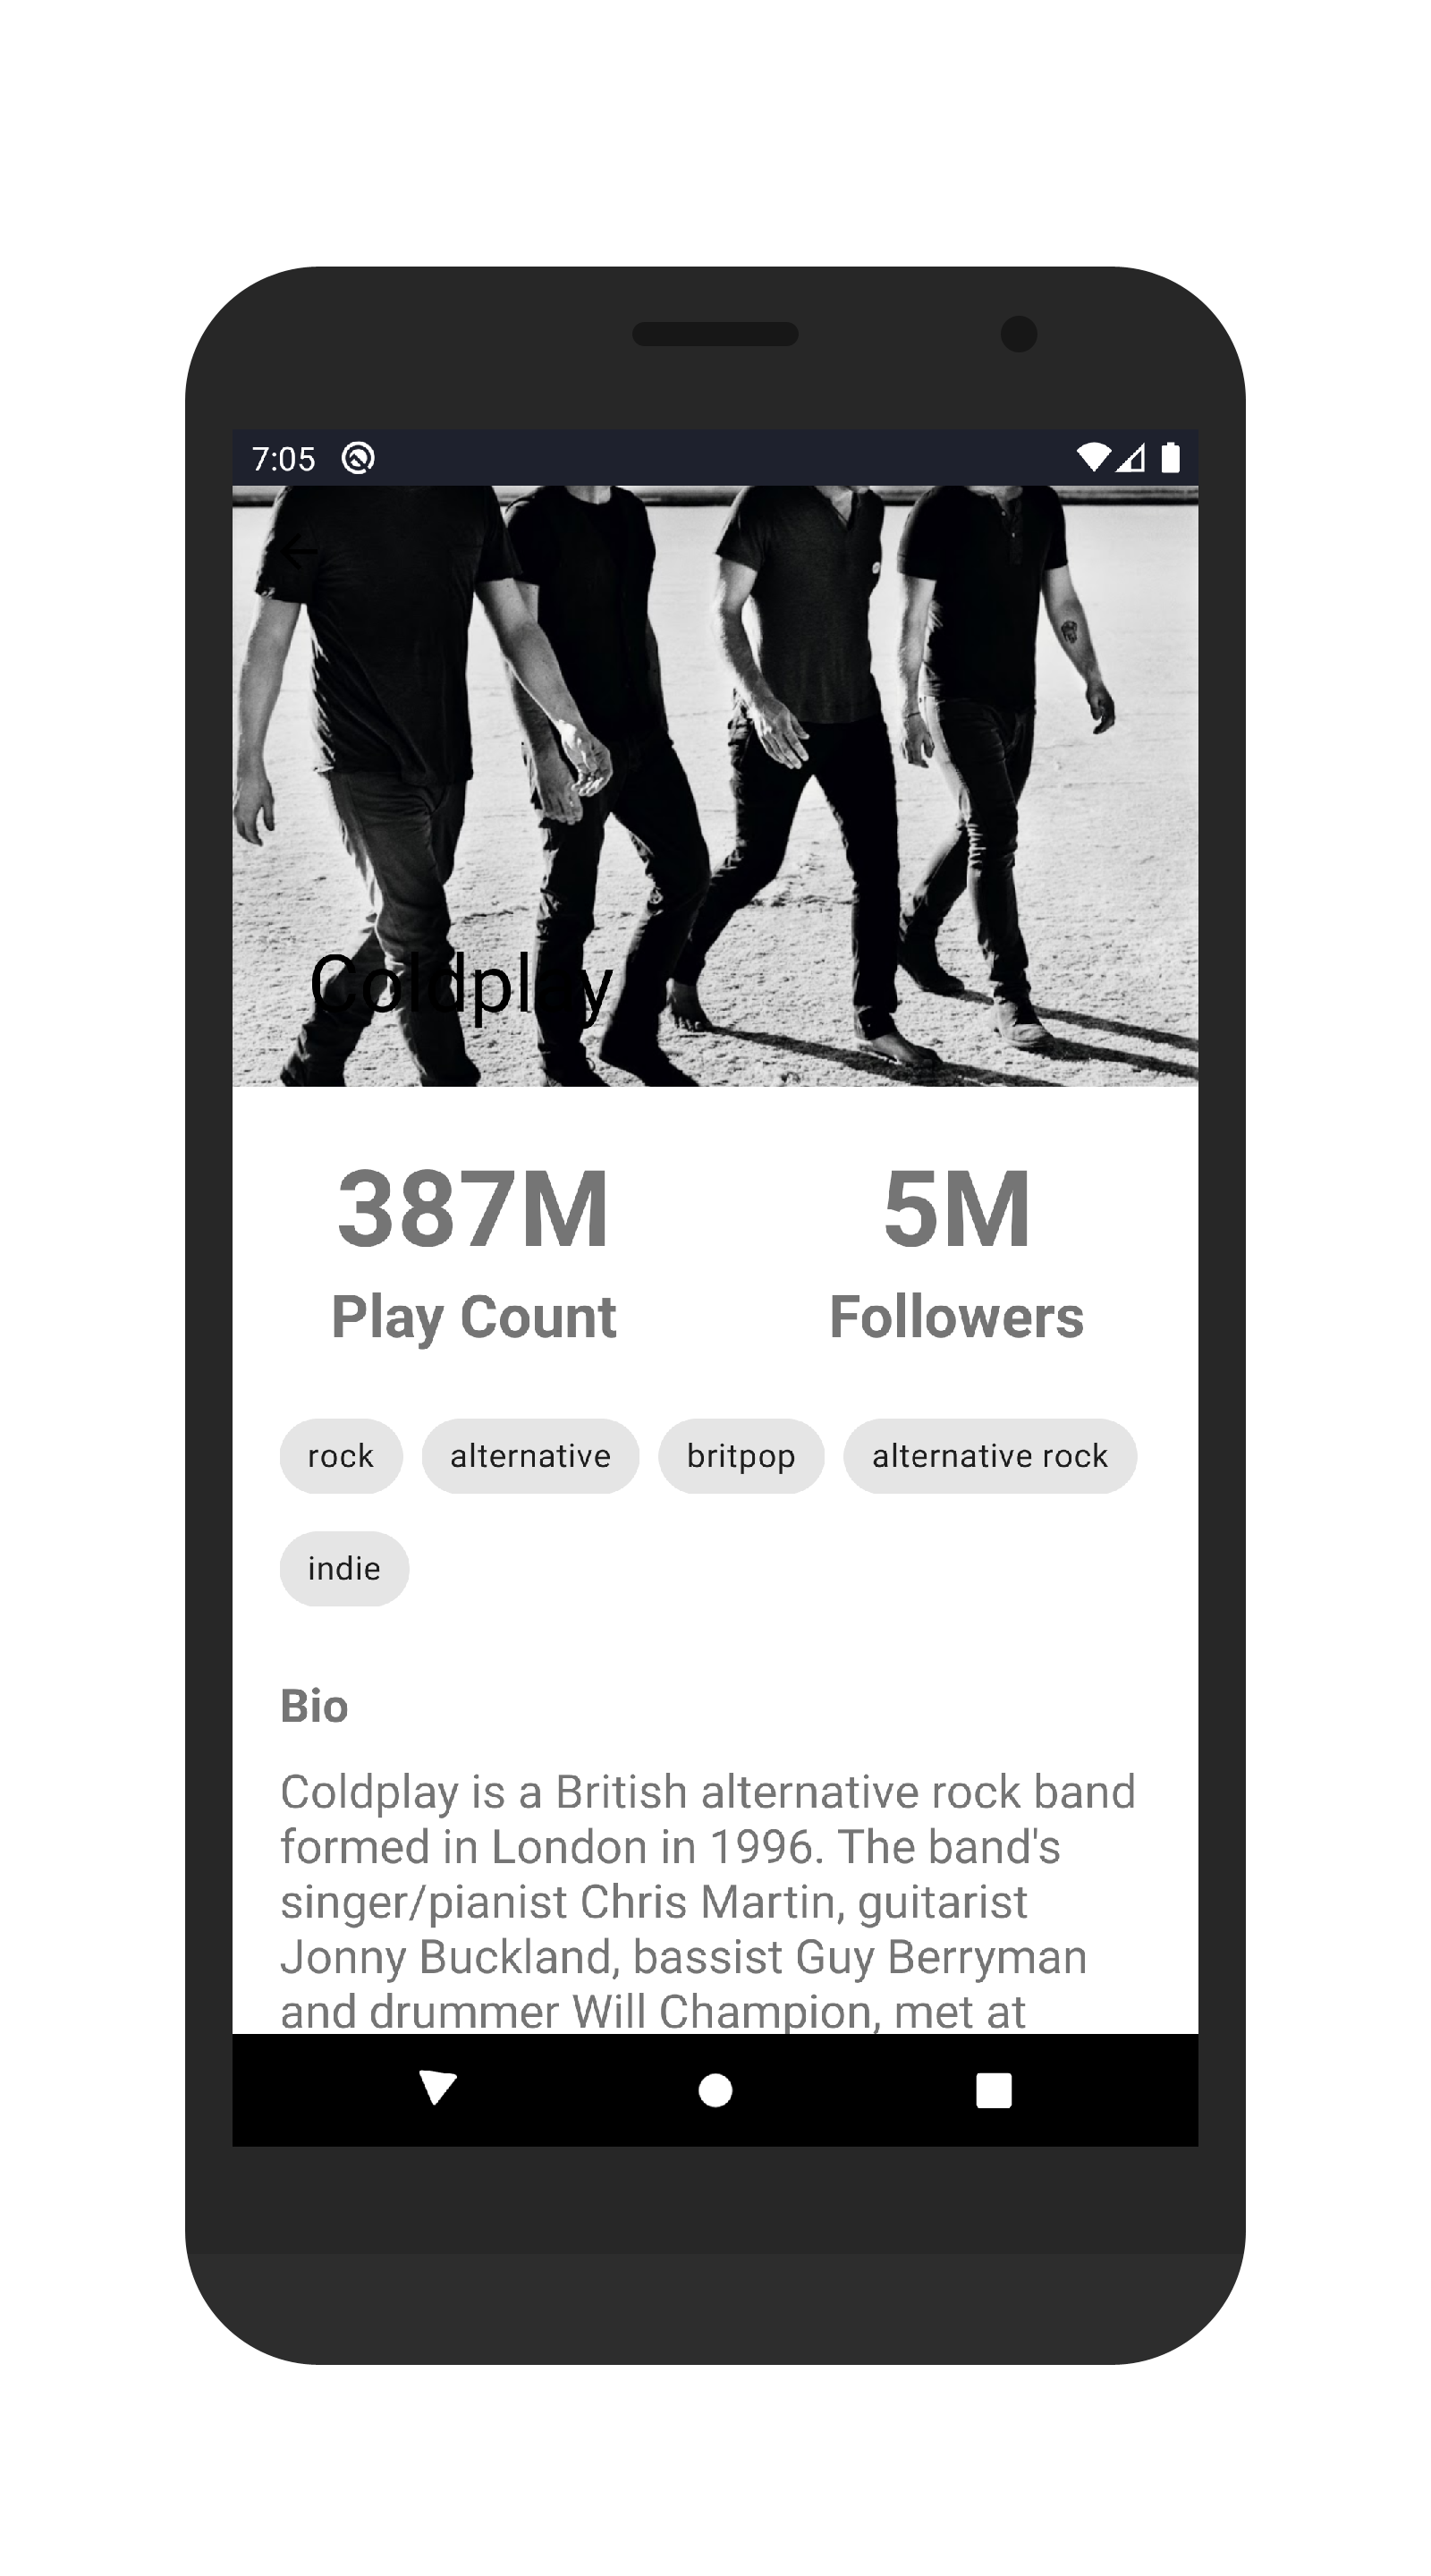 7:05
Coldplay
387M 5M
Play Count Followers
rock alternative britpop alternative rock
indie
Bio
Coldplay is a British alternative rock band
formed in London in 1996. The band's
singer/pianist Chris Martin, guitarist
Jonny Buckland, bassist Guy Berryman
and drummer Will Champion, met at